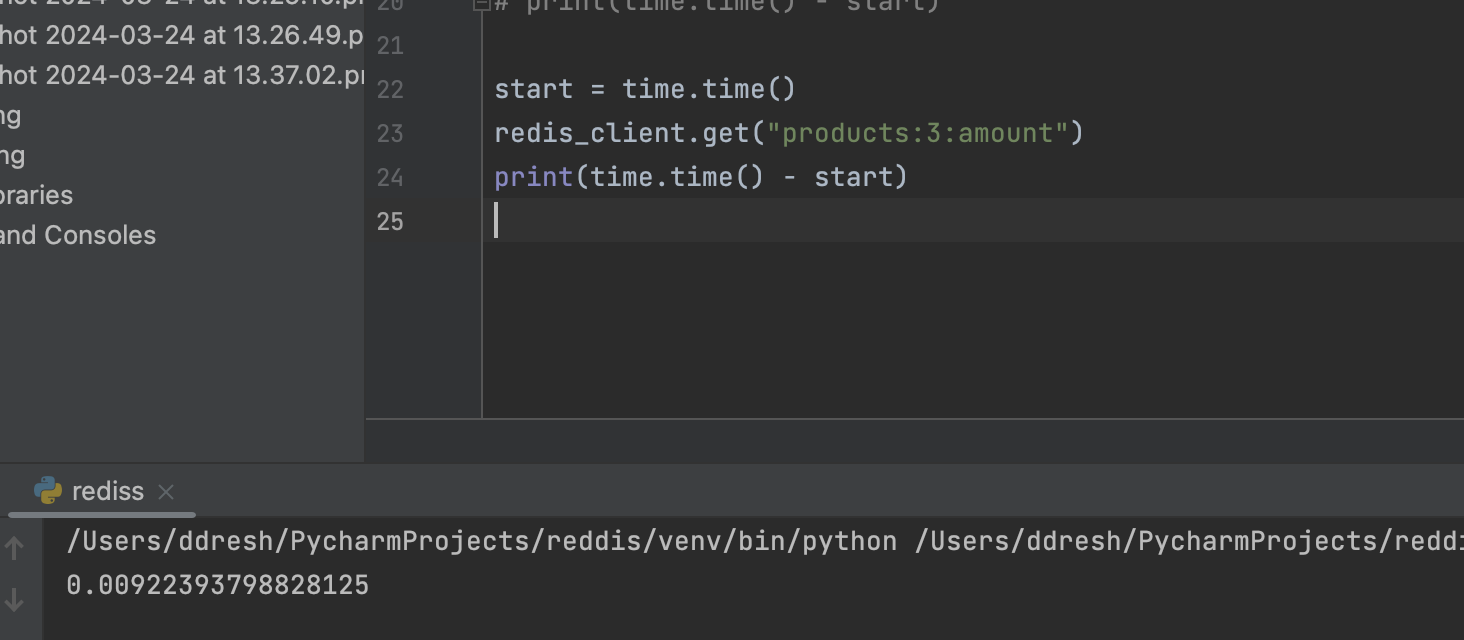 20 # print(time.time() - start)
hot 2024-03-24 at 13.26.49.p
21
hot 2024-03-24 at 13.37.02.pr
22 start = time.time()
ng
23 redis_client.get("products:3:amount")
ng
24 print(time.time() - start)
braries
25
and Consoles
rediss
/Users/ddresh/PycharmProjects/reddis/venv/bin/python /Users/ddresh/PycharmProjects/reddi
0.00922393798828125